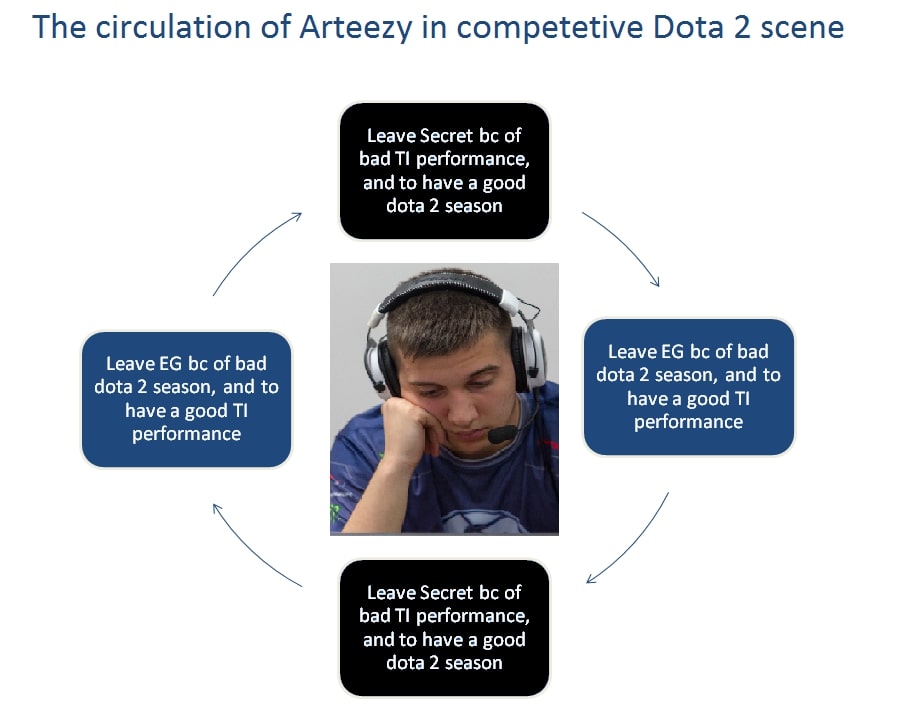 The circulation of Arteezy in competetive Dota 2 scene
Leave Secret bc of
bad TI performance,
and to have a good
dota 2 season
Leave EG bc of bad
dota 2 season, and to
have a good TI
performance
Leave Secret bc of
bad TI performance,
and to have a good
dota 2 season
Leave EG bc of bad
dota 2 season, and to
have a good TI
performance